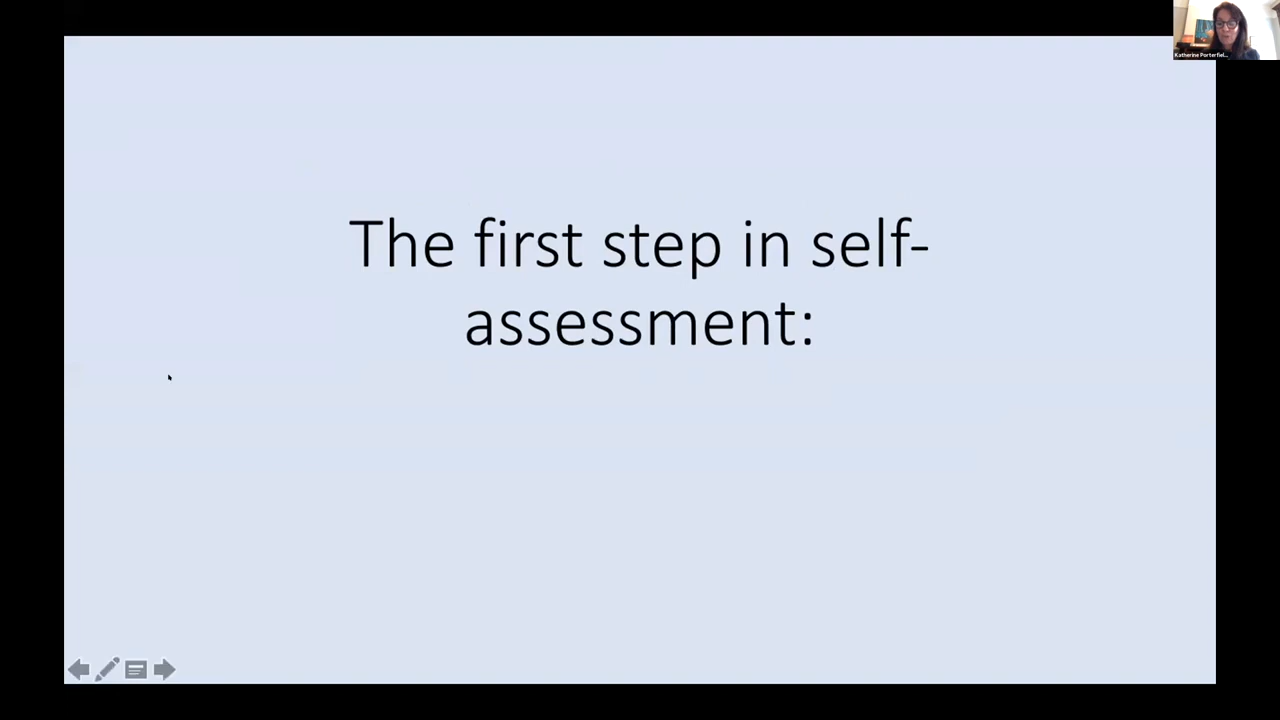 Katherine Porterfiel...
The first step in self-
assessment: